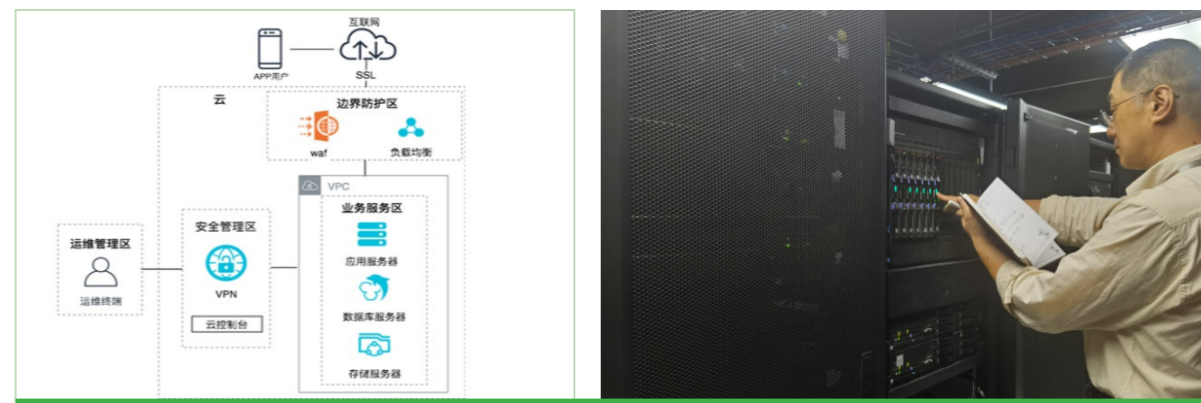 互联网
APP用户
SSL
云
边界防护区
waf
负载均衡
VPC
业务服务区
应用服务器
数据库服务器
存储服务器
安全管理区
VPN
云控制台
运维管理区
运维终端